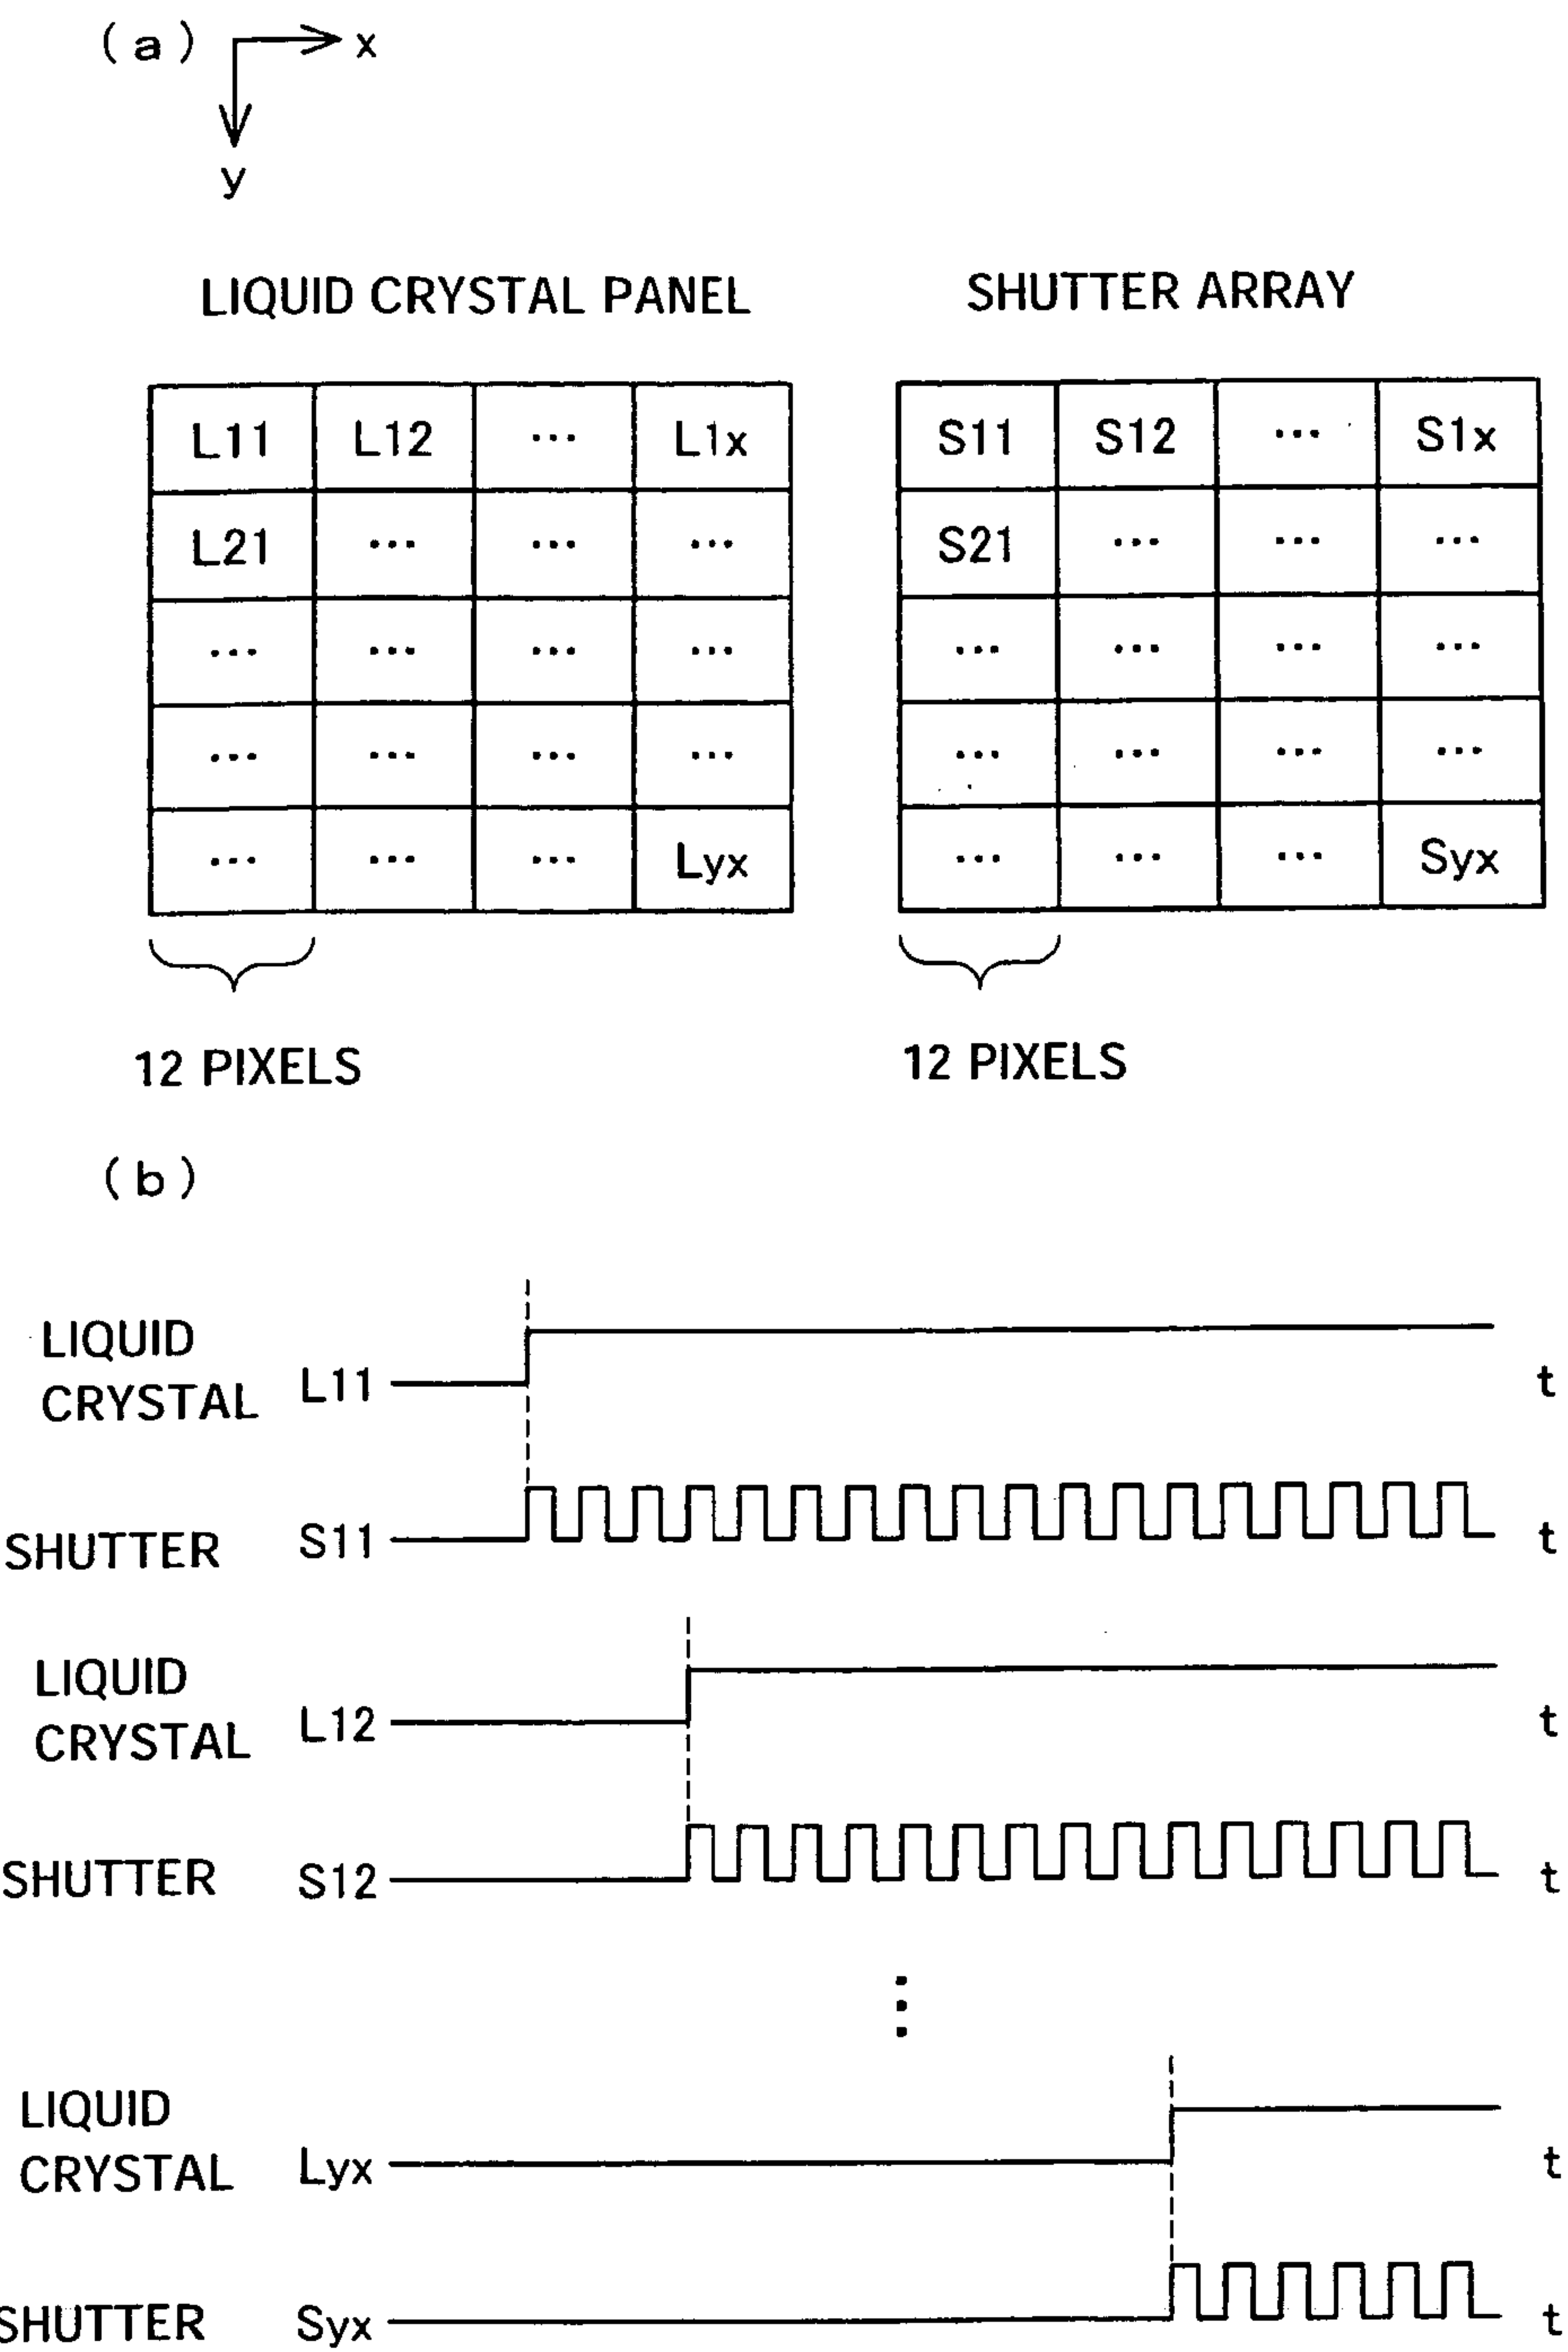 (a)
x
y
LIQUID CRYSTAL PANEL
SHUTTER ARRAY
L11 L12 ... L1x
L21 ... ... ...
... ... ... ...
... ... ... ...
... ... ... Lyx
S11 S12 ... S1x
S21 ... ... ...
... ... ... ...
... ... ... ...
... ... ... Syx
12 PIXELS
12 PIXELS
(b)
LIQUID
CRYSTAL L11 t
SHUTTER S11 t
LIQUID
CRYSTAL L12 t
SHUTTER S12 t
⋮
LIQUID
CRYSTAL Lyx t
SHUTTER Syx t